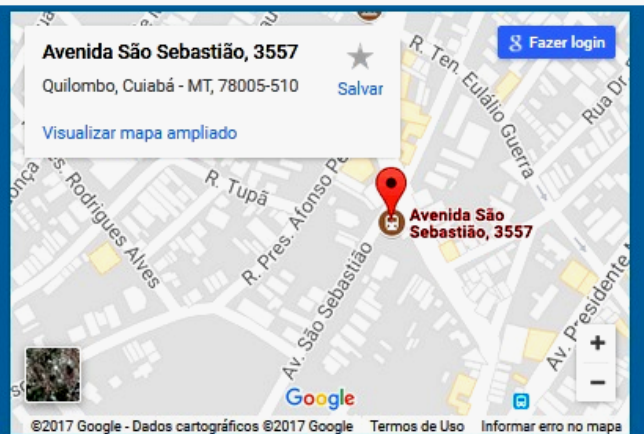 Avenida São Sebastião, 3557
Quilombo, Cuiabá - MT, 78005-510
Salvar
Visualizar mapa ampliado
Fazer login
R. Ten. Eulálio Guerra
Rua Dr.
R. Tupã
R. Pres. Afonso Pe
s. Rodrigues Alves
Avenida São
Sebastião, 3557
Av. São Sebastião
Av. Presidente
+
−
Google
©2017 Google - Dados cartográficos ©2017 Google Termos de Uso Informar erro no mapa